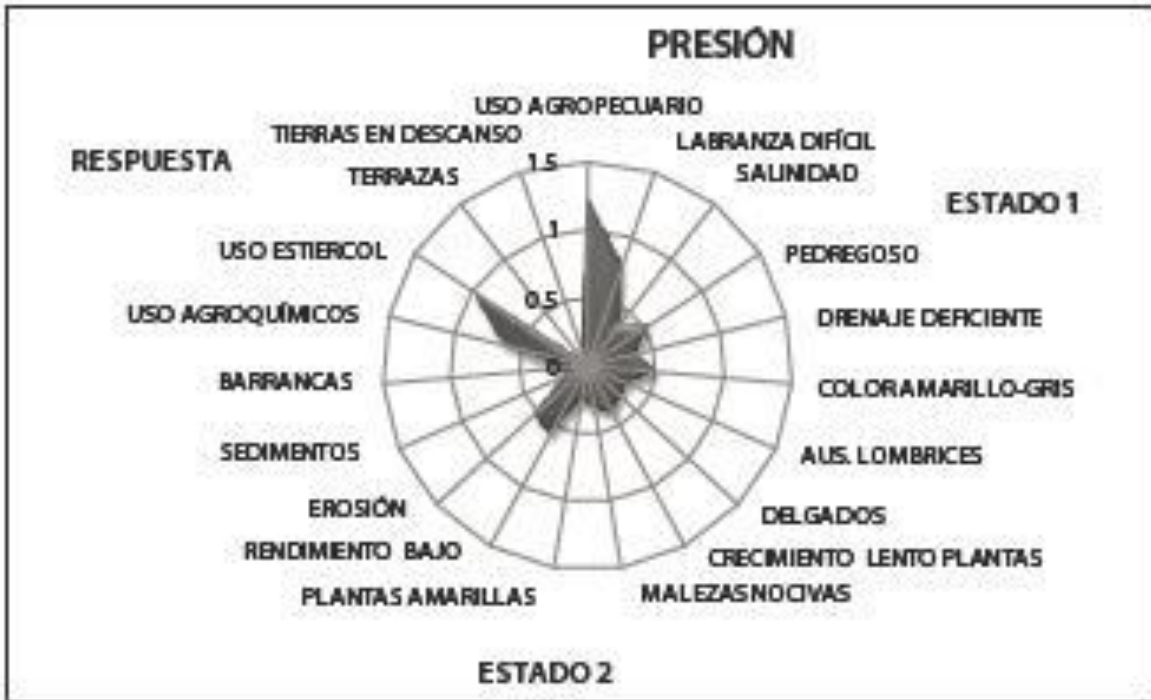 PRESIÓN
USO AGROPECUARIO
TIERRAS EN DESCANSO
LABRANZA DIFÍCIL
RESPUESTA
1.5
TERRAZAS
SALINIDAD
ESTADO 1
1
USO ESTIERCOL
PEDREGOSO
0.5
USO AGROQUÍMICOS
DRENAJE DEFICIENTE
0
BARRANCAS
COLOR AMARILLO-GRIS
SEDIMENTOS
AUS. LOMBRICES
EROSIÓN
DELGADOS
RENDIMIENTO BAJO
CRECIMIENTO LENTO PLANTAS
PLANTAS AMARILLAS
MALEZAS NOCIVAS
ESTADO 2